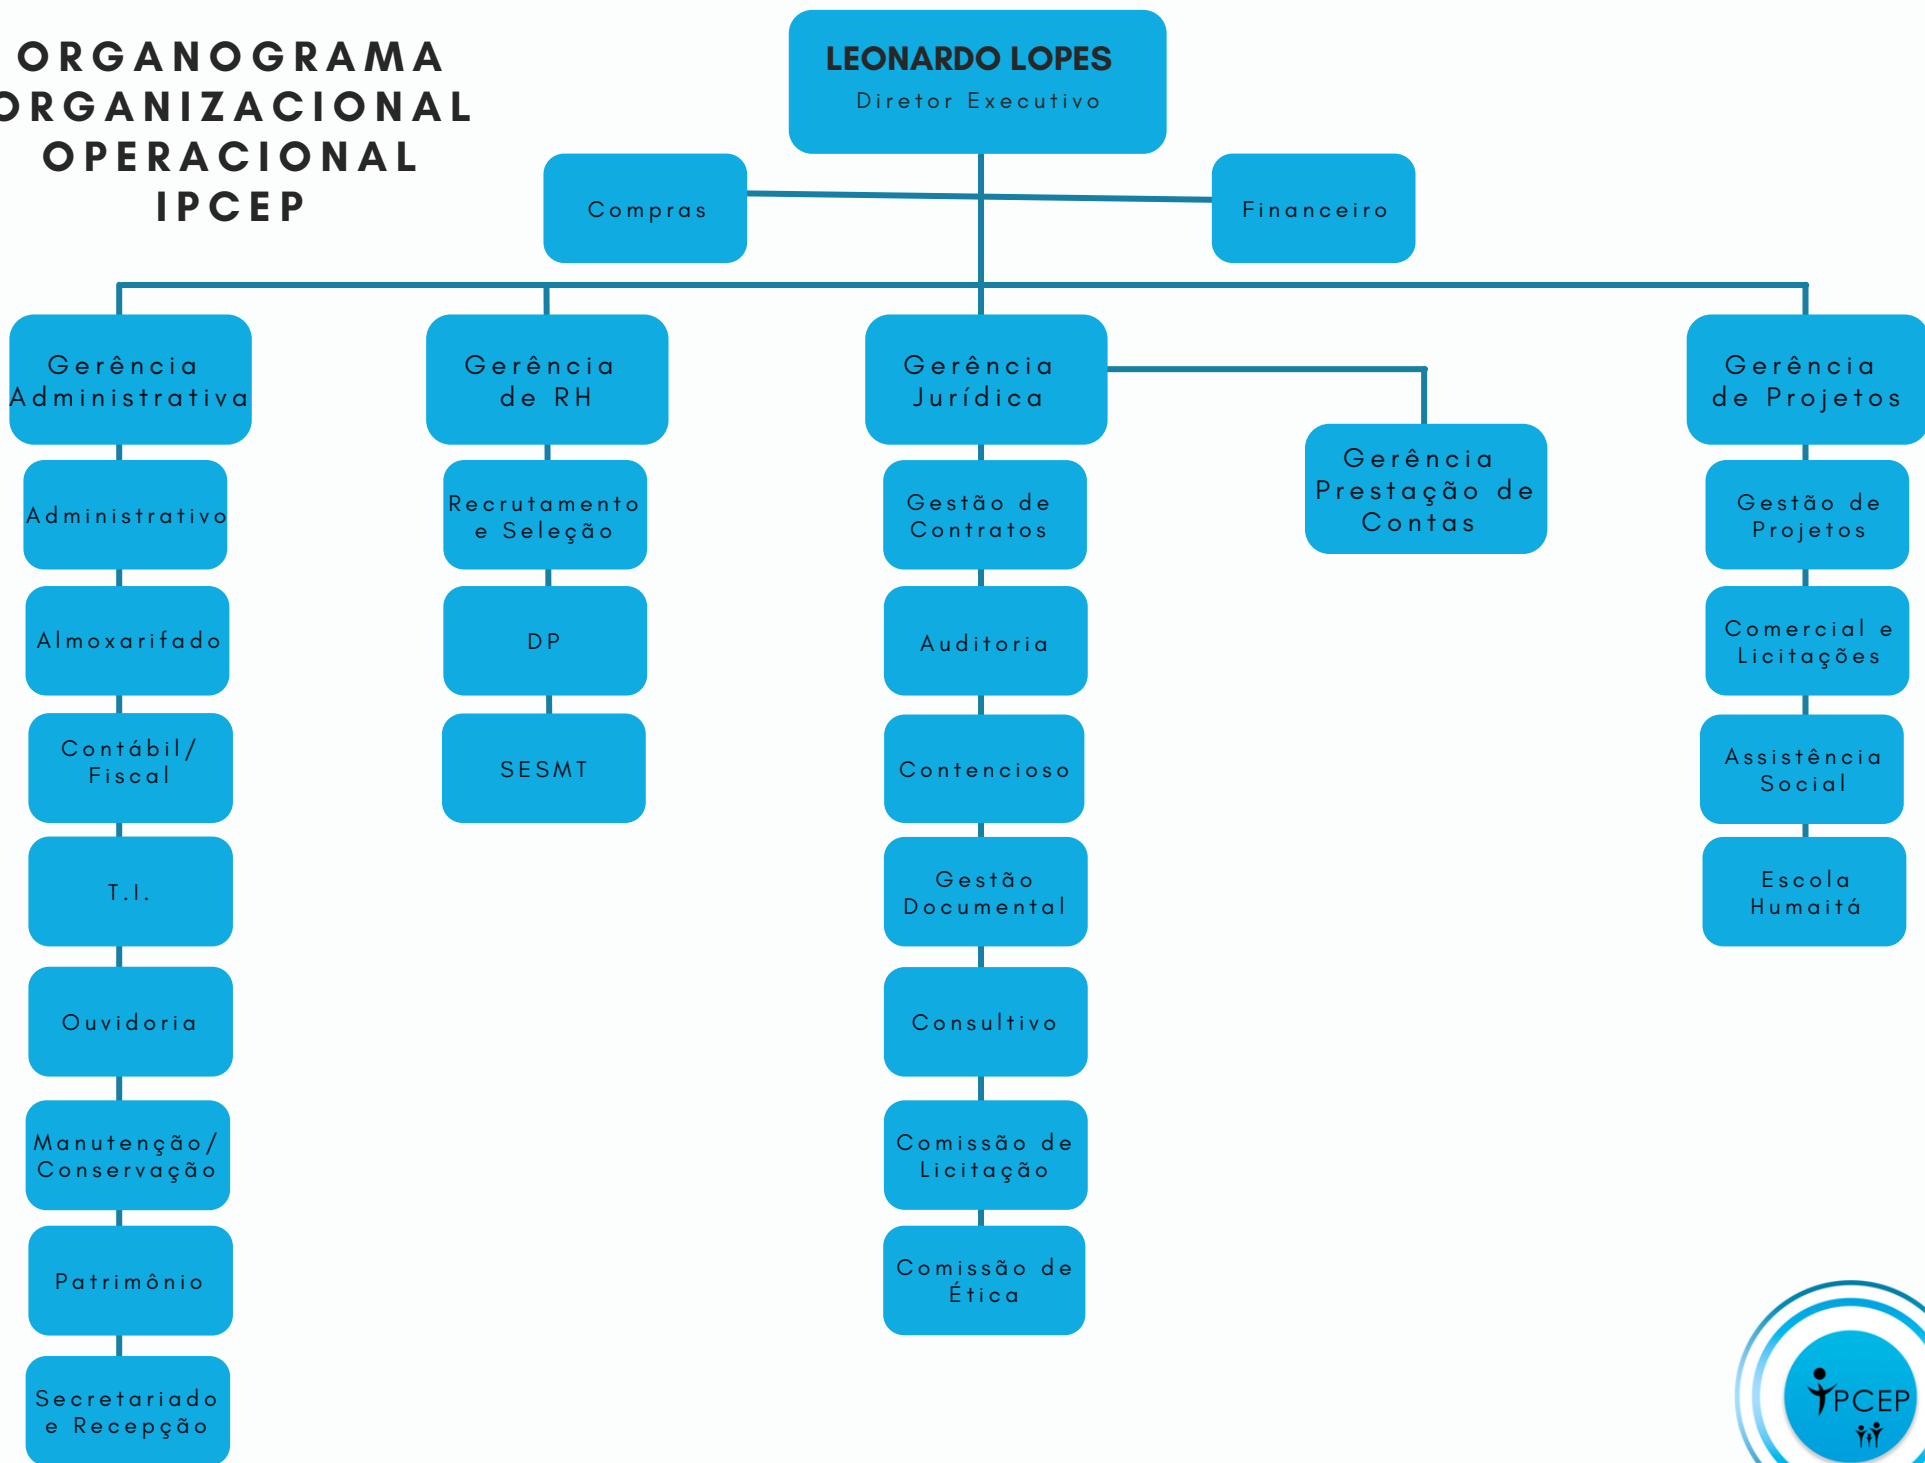 ORGANOGRAMA
ORGANIZACIONAL
OPERACIONAL
IPCEP
LEONARDO LOPES
Diretor Executivo
Compras
Financeiro
Gerência
Administrativa
Administrativo
Almoxarifado
Contábil/
Fiscal
T.I.
Ouvidoria
Manutenção/
Conservação
Patrimônio
Secretariado
e Recepção
Gerência
de RH
Recrutamento
e Seleção
DP
SESMT
Gerência
Jurídica
Gestão de
Contratos
Auditoria
Contencioso
Gestão
Documental
Consultivo
Comissão de
Licitação
Comissão de
Ética
Gerência
Prestação de
Contas
Gerência
de Projetos
Gestão de
Projetos
Comercial e
Licitações
Assistência
Social
Escola
Humaitá
IPCEP